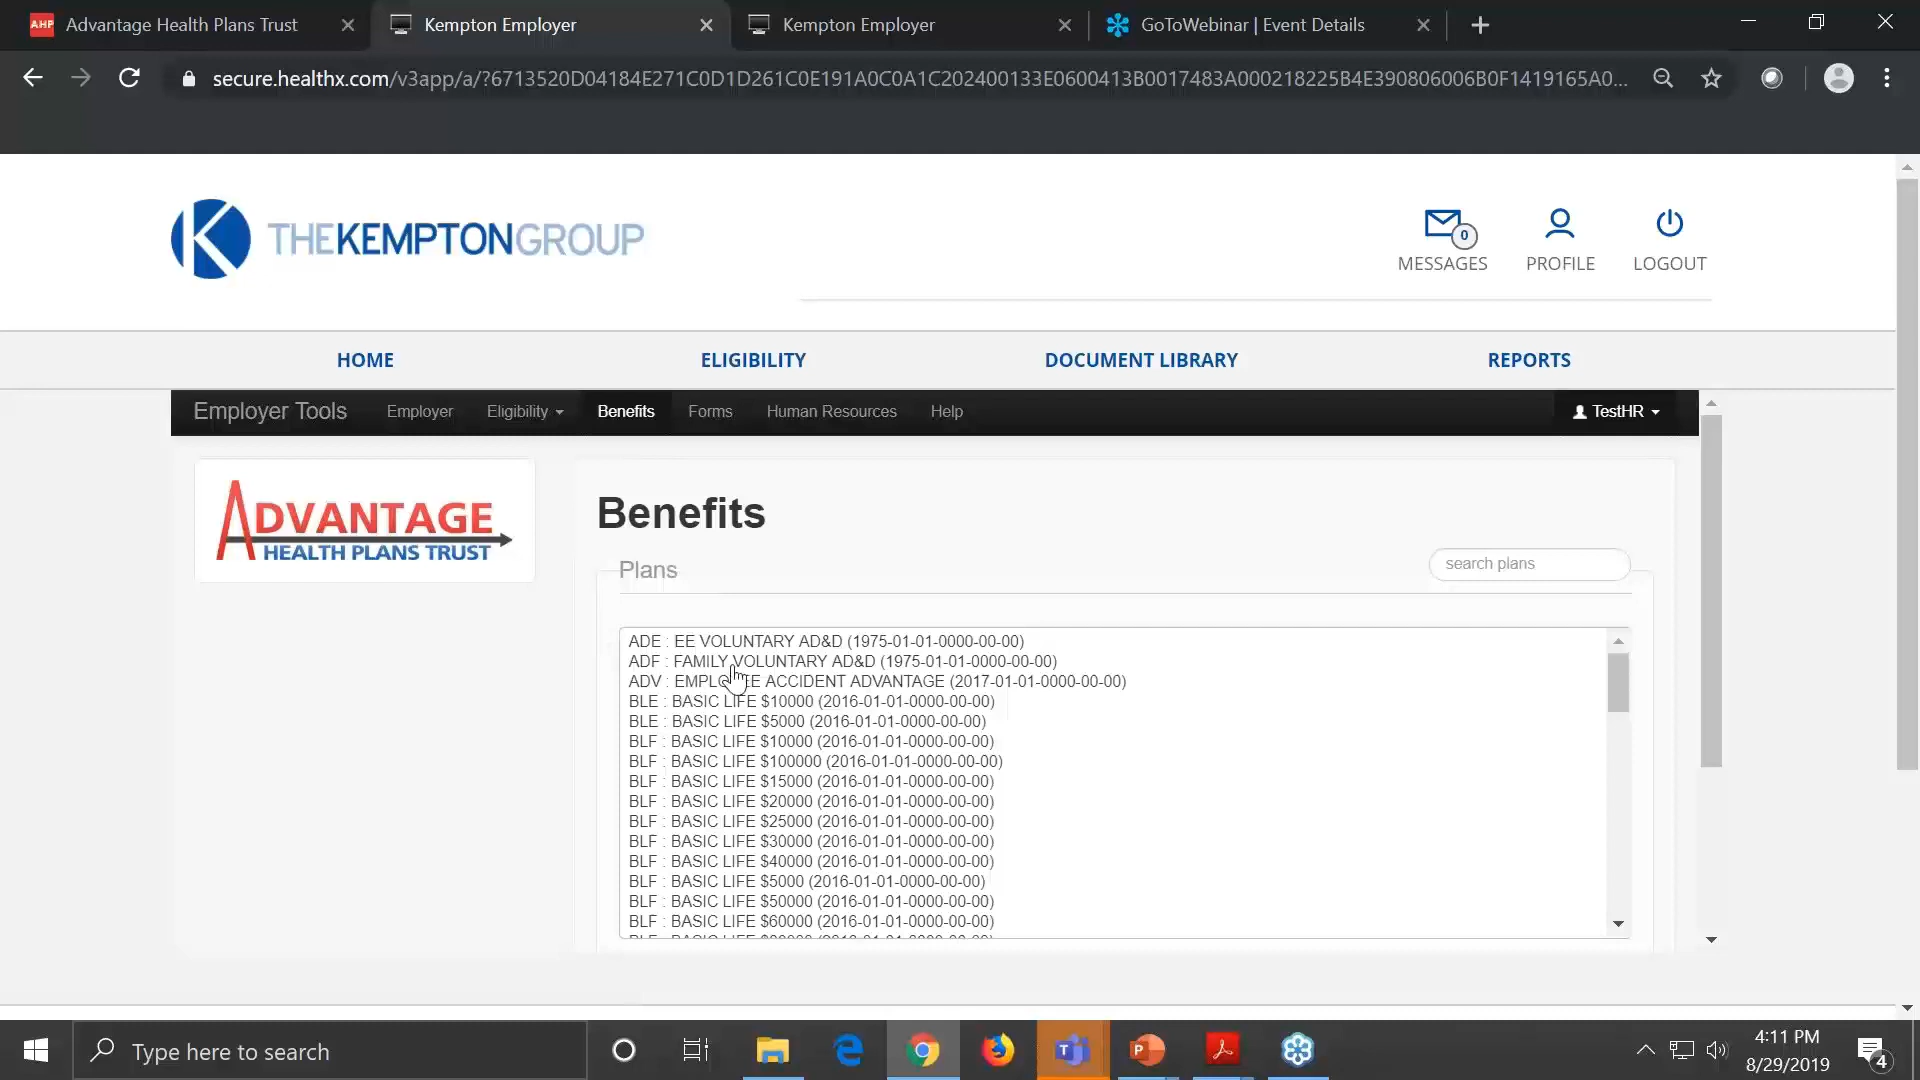 AHP Advantage Health Plans Trust
Kempton Employer
Kempton Employer
GoToWebinar | Event Details
secure.healthx.com/v3app/a/?6713520D04184E271C0D1D261C0E191A0C0A1C202400133E0600413B0017483A000218225B4E390806006B0F1419165A0...
K THEKEMPTONGROUP
0
MESSAGES PROFILE LOGOUT
HOME ELIGIBILITY DOCUMENT LIBRARY REPORTS
Employer Tools Employer Eligibility Benefits Forms Human Resources Help TestHR
ADVANTAGE
HEALTH PLANS TRUST
Benefits
Plans
search plans
ADE : EE VOLUNTARY AD&D (1975-01-01-0000-00-00)
ADF : FAMILY VOLUNTARY AD&D (1975-01-01-0000-00-00)
ADV : EMPLOYEE ACCIDENT ADVANTAGE (2017-01-01-0000-00-00)
BLE : BASIC LIFE $10000 (2016-01-01-0000-00-00)
BLE : BASIC LIFE $5000 (2016-01-01-0000-00-00)
BLF : BASIC LIFE $10000 (2016-01-01-0000-00-00)
BLF : BASIC LIFE $100000 (2016-01-01-0000-00-00)
BLF : BASIC LIFE $15000 (2016-01-01-0000-00-00)
BLF : BASIC LIFE $20000 (2016-01-01-0000-00-00)
BLF : BASIC LIFE $25000 (2016-01-01-0000-00-00)
BLF : BASIC LIFE $30000 (2016-01-01-0000-00-00)
BLF : BASIC LIFE $40000 (2016-01-01-0000-00-00)
BLF : BASIC LIFE $5000 (2016-01-01-0000-00-00)
BLF : BASIC LIFE $50000 (2016-01-01-0000-00-00)
BLF : BASIC LIFE $60000 (2016-01-01-0000-00-00)
Type here to search
4:11 PM
8/29/2019
4